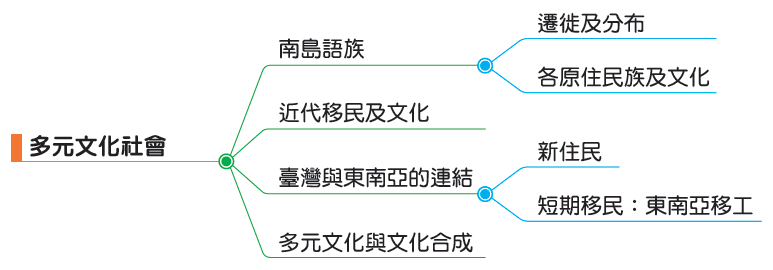 多元文化社會
南島語族
遷徙及分布
各原住民族及文化
近代移民及文化
臺灣與東南亞的連結
新住民
短期移民：東南亞移工
多元文化與文化合成